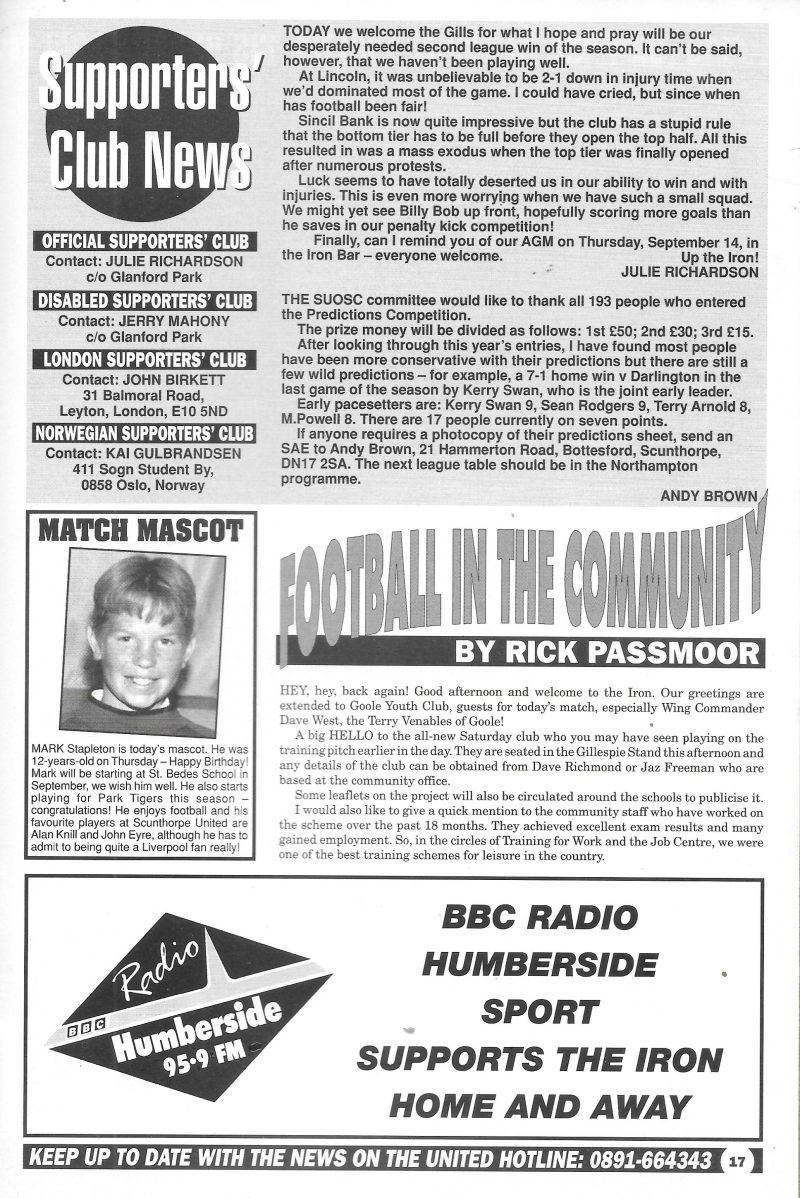 Supporters'
Club News
OFFICIAL SUPPORTERS' CLUB
Contact: JULIE RICHARDSON
c/o Glanford Park
DISABLED SUPPORTERS' CLUB
Contact: JERRY MAHONY
c/o Glanford Park
LONDON SUPPORTERS' CLUB
Contact: JOHN BIRKETT
31 Balmoral Road,
Leyton, London, E10 5ND
NORWEGIAN SUPPORTERS' CLUB
Contact: KAI GULBRANDSEN
411 Sogn Student By,
0858 Oslo, Norway
TODAY we welcome the Gills for what I hope and pray will be our
desperately needed second league win of the season. It can't be said,
however, that we haven't been playing well.
At Lincoln, it was unbelievable to be 2-1 down in injury time when
we'd dominated most of the game. I could have cried, but since when
has football been fair!
Sincil Bank is now quite impressive but the club has a stupid rule
that the bottom tier has to be full before they open the top half. All this
resulted in was a mass exodus when the top tier was finally opened
after numerous protests.
Luck seems to have totally deserted us in our ability to win and with
injuries. This is even more worrying when we have such a small squad.
We might yet see Billy Bob up front, hopefully scoring more goals than
he saves in our penalty kick competition!
Finally, can I remind you of our AGM on Thursday, September 14, in
the Iron Bar – everyone welcome. Up the Iron!
JULIE RICHARDSON
THE SUOSC committee would like to thank all 193 people who entered
the Predictions Competition.
The prize money will be divided as follows: 1st £50; 2nd £30; 3rd £15.
After looking through this year's entries, I have found most people
have been more conservative with their predictions but there are still a
few wild predictions – for example, a 7-1 home win v Darlington in the
last game of the season by Kerry Swan, who is the joint early leader.
Early pacesetters are: Kerry Swan 9, Sean Rodgers 9, Terry Arnold 8,
M.Powell 8. There are 17 people currently on seven points.
If anyone requires a photocopy of their predictions sheet, send an
SAE to Andy Brown, 21 Hammerton Road, Bottesford, Scunthorpe,
DN17 2SA. The next league table should be in the Northampton
programme.
ANDY BROWN
MATCH MASCOT
MARK Stapleton is today's mascot. He was
12-years-old on Thursday – Happy Birthday!
Mark will be starting at St. Bedes School in
September, we wish him well. He also starts
playing for Park Tigers this season –
congratulations! He enjoys football and his
favourite players at Scunthorpe United are
Alan Knill and John Eyre, although he has to
admit to being quite a Liverpool fan really!
FOOTBALL IN THE COMMUNITY
BY RICK PASSMOOR
HEY, hey, back again! Good afternoon and welcome to the Iron. Our greetings are
extended to Goole Youth Club, guests for today's match, especially Wing Commander
Dave West, the Terry Venables of Goole!
A big HELLO to the all-new Saturday club who you may have seen playing on the
training pitch earlier in the day. They are seated in the Gillespie Stand this afternoon and
any details of the club can be obtained from Dave Richmond or Jaz Freeman who are
based at the community office.
Some leaflets on the project will also be circulated around the schools to publicise it.
I would also like to give a quick mention to the community staff who have worked on
the scheme over the past 18 months. They achieved excellent exam results and many
gained employment. So, in the circles of Training for Work and the Job Centre, we were
one of the best training schemes for leisure in the country.
Radio
BBC
Humberside
95·9 FM
BBC RADIO
HUMBERSIDE
SPORT
SUPPORTS THE IRON
HOME AND AWAY
KEEP UP TO DATE WITH THE NEWS ON THE UNITED HOTLINE: 0891-664343 17